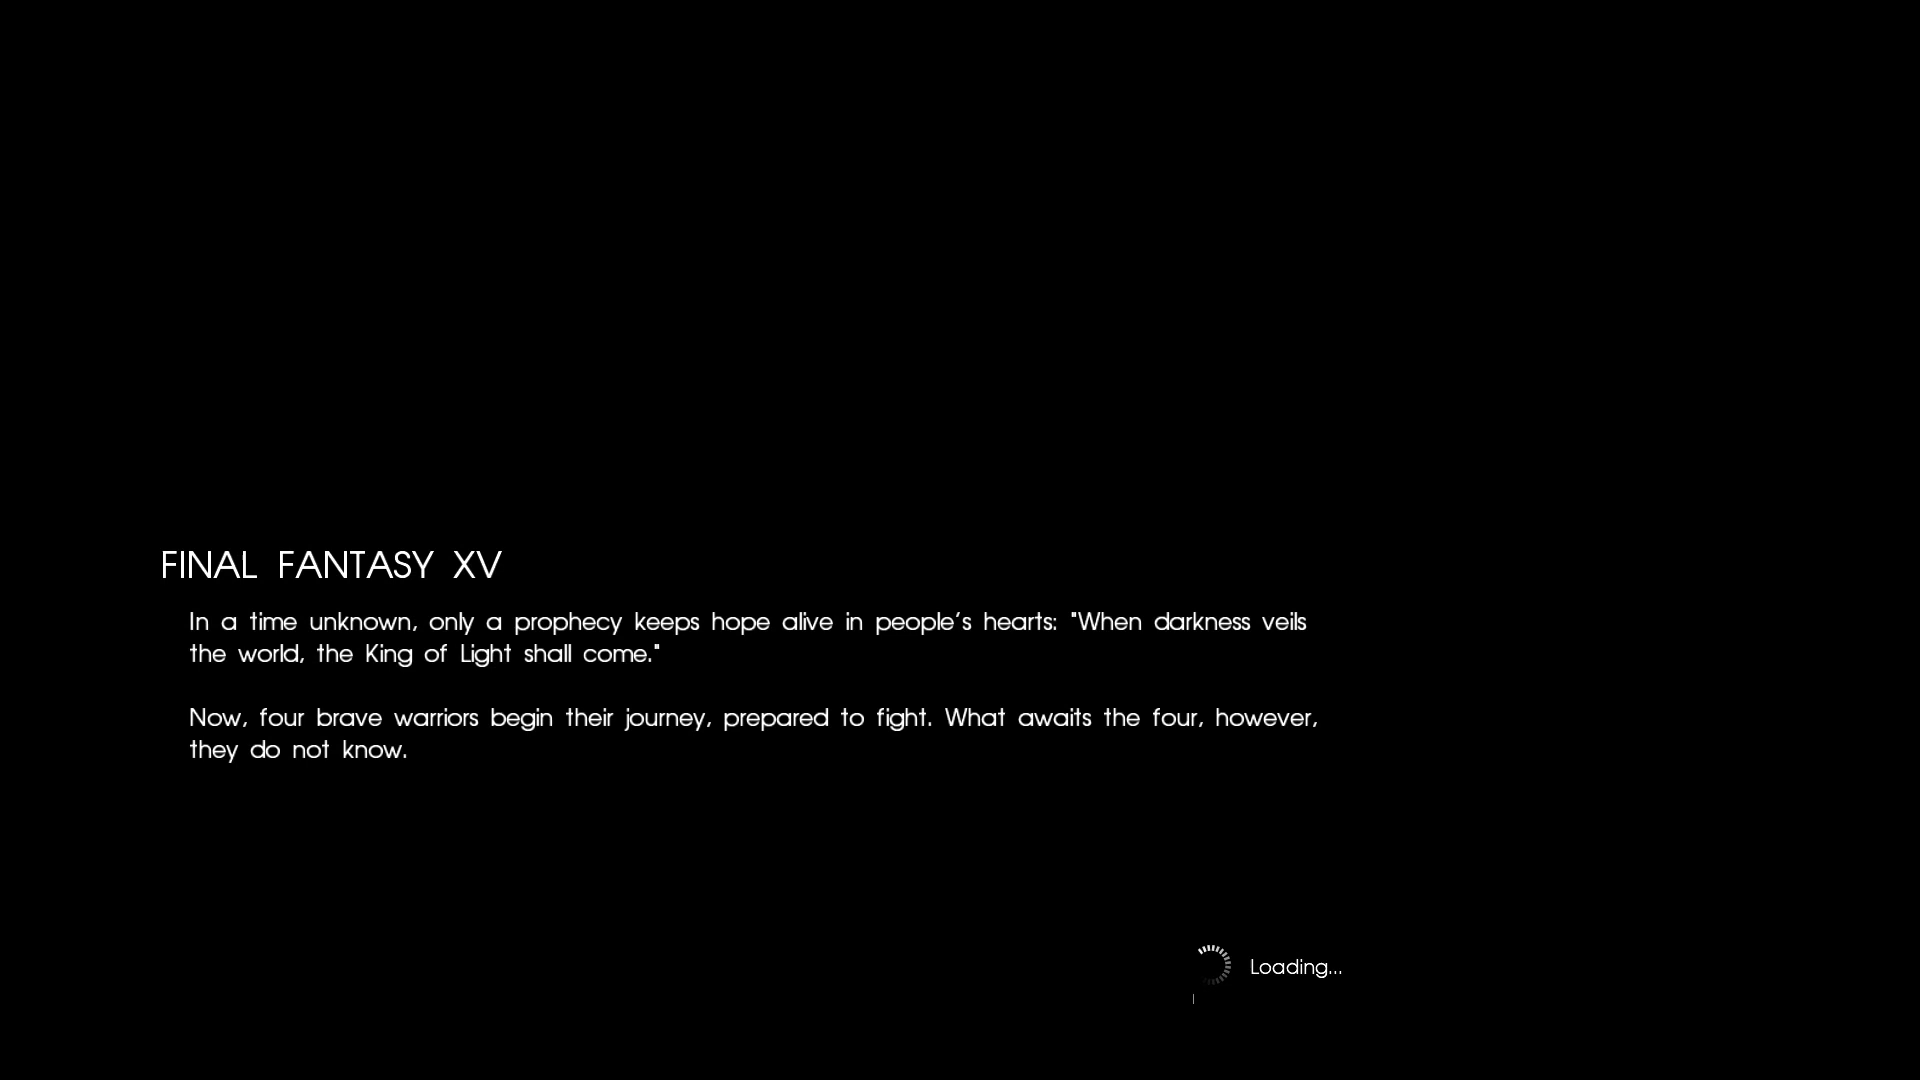 FINAL FANTASY XV
In a time unknown, only a prophecy keeps hope alive in people’s hearts: "When darkness veils
the world, the King of Light shall come."
Now, four brave warriors begin their journey, prepared to fight. What awaits the four, however,
they do not know.
Loading...